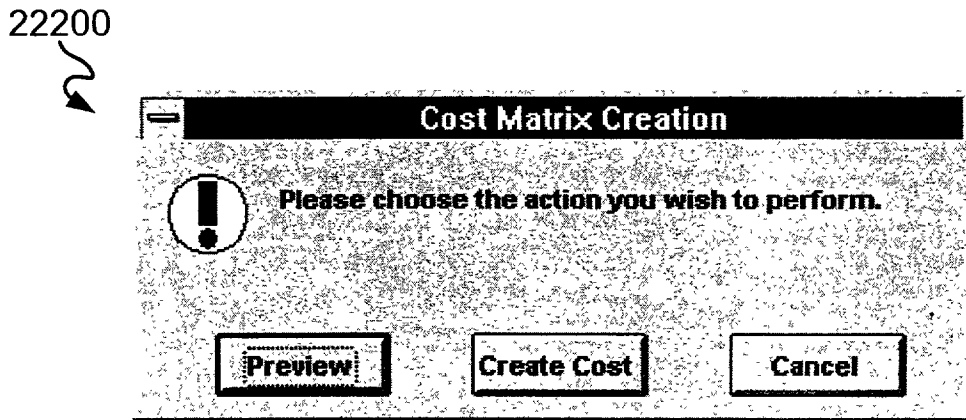 22200
Cost Matrix Creation
Please choose the action you wish to perform.
Preview Create Cost Cancel